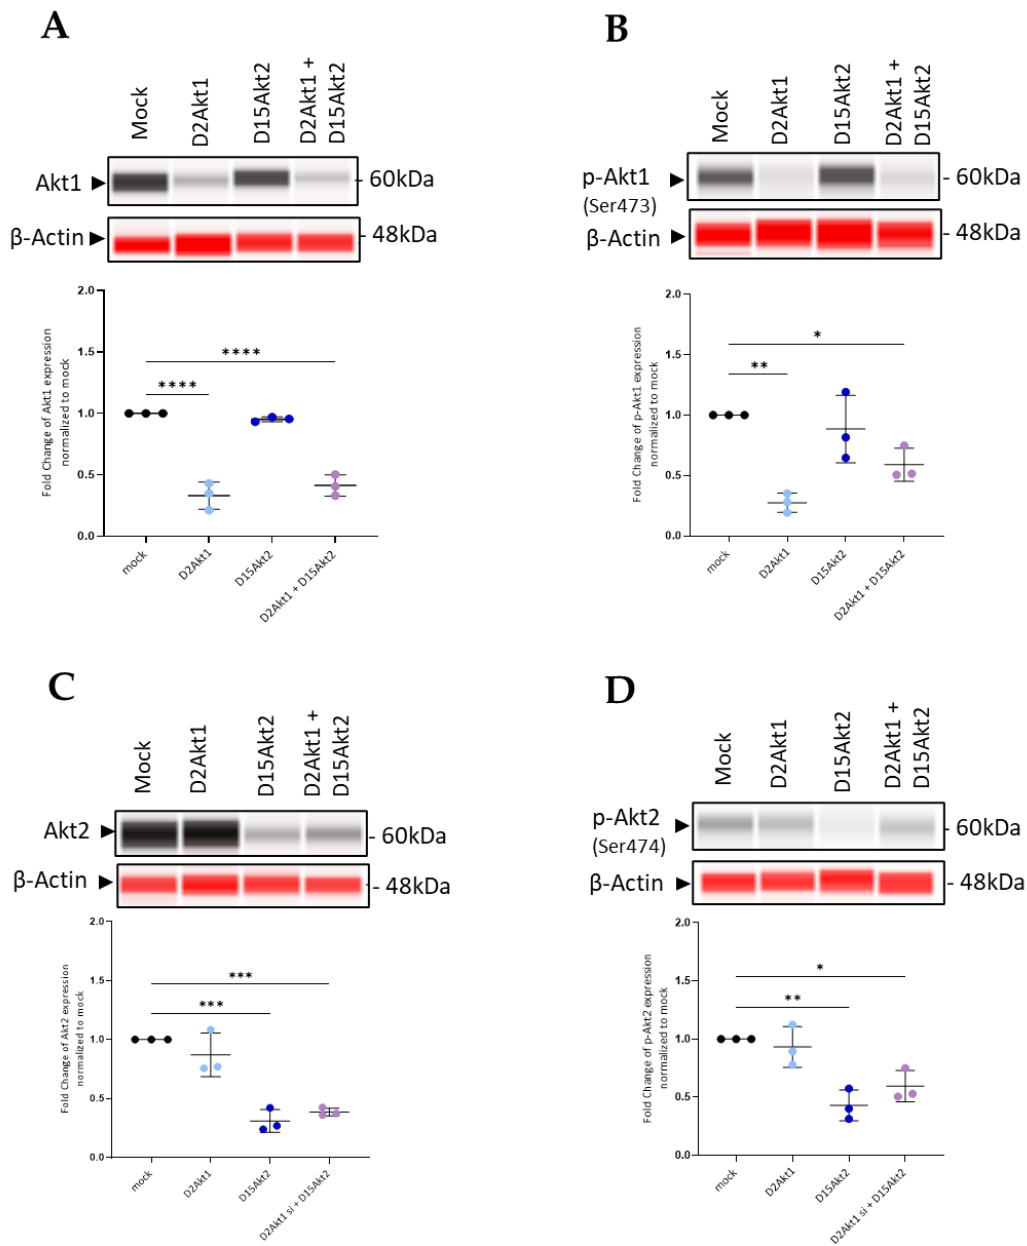 A
Mock
D2Akt1
D15Akt2
D2Akt1 +
D15Akt2
Akt1
- 60kDa
β-Actin
- 48kDa
Fold Change of Akt1 expression
normalized to mock
2.0
1.5
1.0
0.5
0.0
****
****
mock
D2Akt1
D15Akt2
D2Akt1 + D15Akt2
B
Mock
D2Akt1
D15Akt2
D2Akt1 +
D15Akt2
p-Akt1
(Ser473)
- 60kDa
β-Actin
- 48kDa
Fold Change of p-Akt1 expression
normalized to mock
2.0
1.5
1.0
0.5
0.0
*
**
mock
D2Akt1
D15Akt2
D2Akt1 + D15Akt2
C
Mock
D2Akt1
D15Akt2
D2Akt1 +
D15Akt2
Akt2
- 60kDa
β-Actin
- 48kDa
Fold Change of Akt2 expression
normalized to mock
2.0
1.5
1.0
0.5
0.0
***
***
mock
D2Akt1
D15Akt2
D2Akt1 si + D15Akt2
D
Mock
D2Akt1
D15Akt2
D2Akt1 +
D15Akt2
p-Akt2
(Ser474)
- 60kDa
β-Actin
- 48kDa
Fold Change of p-Akt2 expression
normalized to mock
2.0
1.5
1.0
0.5
0.0
*
**
mock
D2Akt1
D15Akt2
D2Akt1 si + D15Akt2